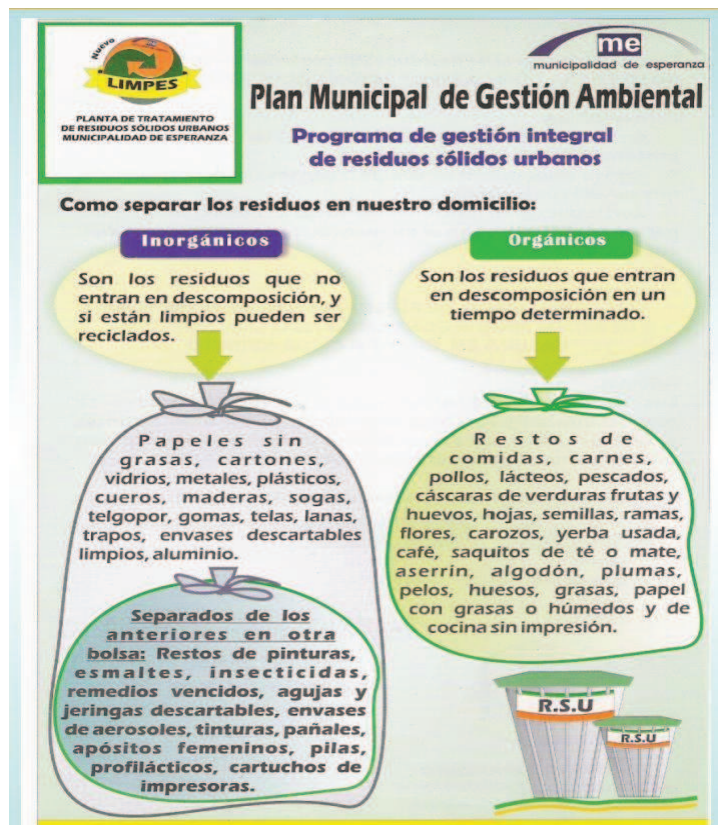 Nuevo
LIMPES
PLANTA DE TRATAMIENTO
DE RESIDUOS SÓLIDOS URBANOS
MUNICIPALIDAD DE ESPERANZA
me
municipalidad de esperanza
Plan Municipal de Gestión Ambiental
Programa de gestión integral
de residuos sólidos urbanos
Como separar los residuos en nuestro domicilio:
Inorgánicos
Son los residuos que no
entran en descomposición, y
si están limpios pueden ser
reciclados.
Papeles sin
grasas, cartones,
vidrios, metales, plásticos,
cueros, maderas, sogas,
telgopor, gomas, telas, lanas,
trapos, envases descartables
limpios, aluminio.
Separados de los
anteriores en otra
bolsa: Restos de pinturas,
esmaltes, insecticidas,
remedios vencidos, agujas y
jeringas descartables, envases
de aerosoles, tinturas, pañales,
apósitos femeninos, pilas,
profilácticos, cartuchos de
impresoras.
Orgánicos
Son los residuos que entran
en descomposición en un
tiempo determinado.
Restos de
comidas, carnes,
pollos, lácteos, pescados,
cáscaras de verduras frutas y
huevos, hojas, semillas, ramas,
flores, carozos, yerba usada,
café, saquitos de té o mate,
aserrín, algodón, plumas,
pelos, huesos, grasas, papel
con grasas o húmedos y de
cocina sin impresión.
R.S.U
R.S.U